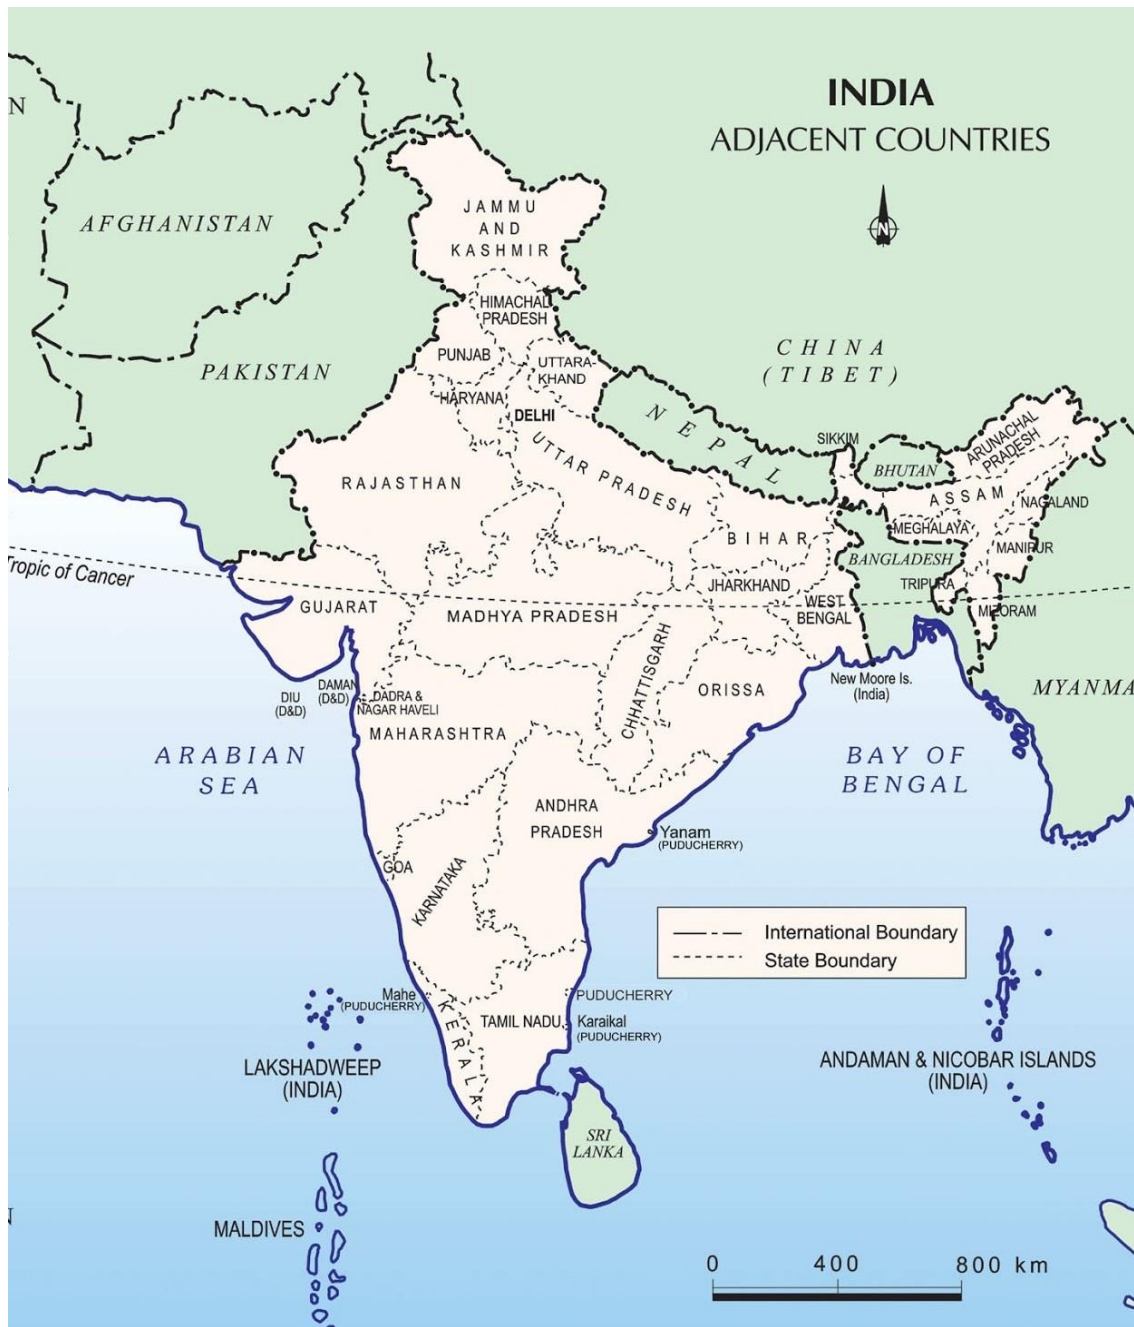 INDIA
ADJACENT COUNTRIES
N
N
AFGHANISTAN
JAMMU
AND
KASHMIR
HIMACHAL
PRADESH
PAKISTAN
PUNJAB
UTTARA-
KHAND
CHINA
(TIBET)
HARYANA
DELHI
NEPAL
SIKKIM
BHUTAN
ARUNACHAL
PRADESH
UTTAR PRADESH
RAJASTHAN
ASSAM
NAGALAND
MEGHALAYA
BIHAR
MANIPUR
BANGLADESH
Tropic of Cancer
JHARKHAND
TRIPURA
GUJARAT
MADHYA PRADESH
WEST
BENGAL
MIZORAM
CHHATTISGARH
ORISSA
New Moore Is.
(India)
MYANMA
DIU
(D&D)
DAMAN
(D&D)
DADRA &
NAGAR HAVELI
MAHARASHTRA
ARABIAN
SEA
BAY OF
BENGAL
ANDHRA
PRADESH
Yanam
(PUDUCHERRY)
GOA
KARNATAKA
International Boundary
State Boundary
Mahe
(PUDUCHERRY)
PUDUCHERRY
KERALA
TAMIL NADU
Karaikal
(PUDUCHERRY)
LAKSHADWEEP
(INDIA)
ANDAMAN & NICOBAR ISLANDS
(INDIA)
SRI
LANKA
MALDIVES
0 400 800 km